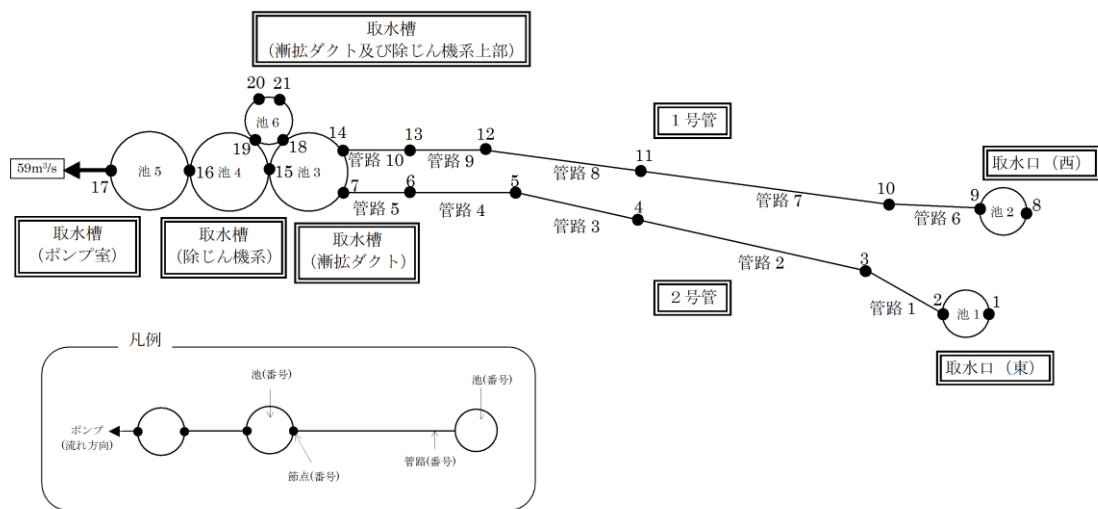 取水槽
(漸拡ダクト及び除じん機系上部)
20
21
池 6
19
18
14
13
12
管路 10
管路 9
1 号管
11
管路 8
取水口（西）
59m³/s
17
池 5
16
池 4
15
池 3
7
6
5
管路 5
管路 4
管路 7
10
9
池 2
8
管路 6
4
管路 3
取水槽
(ポンプ室)
取水槽
(除じん機系)
取水槽
(漸拡ダクト)
管路 2
3
2 号管
管路 1
2
池 1
1
取水口（東）
凡例
池(番号)
池(番号)
ポンプ
(流れ方向)
節点(番号)
管路(番号)